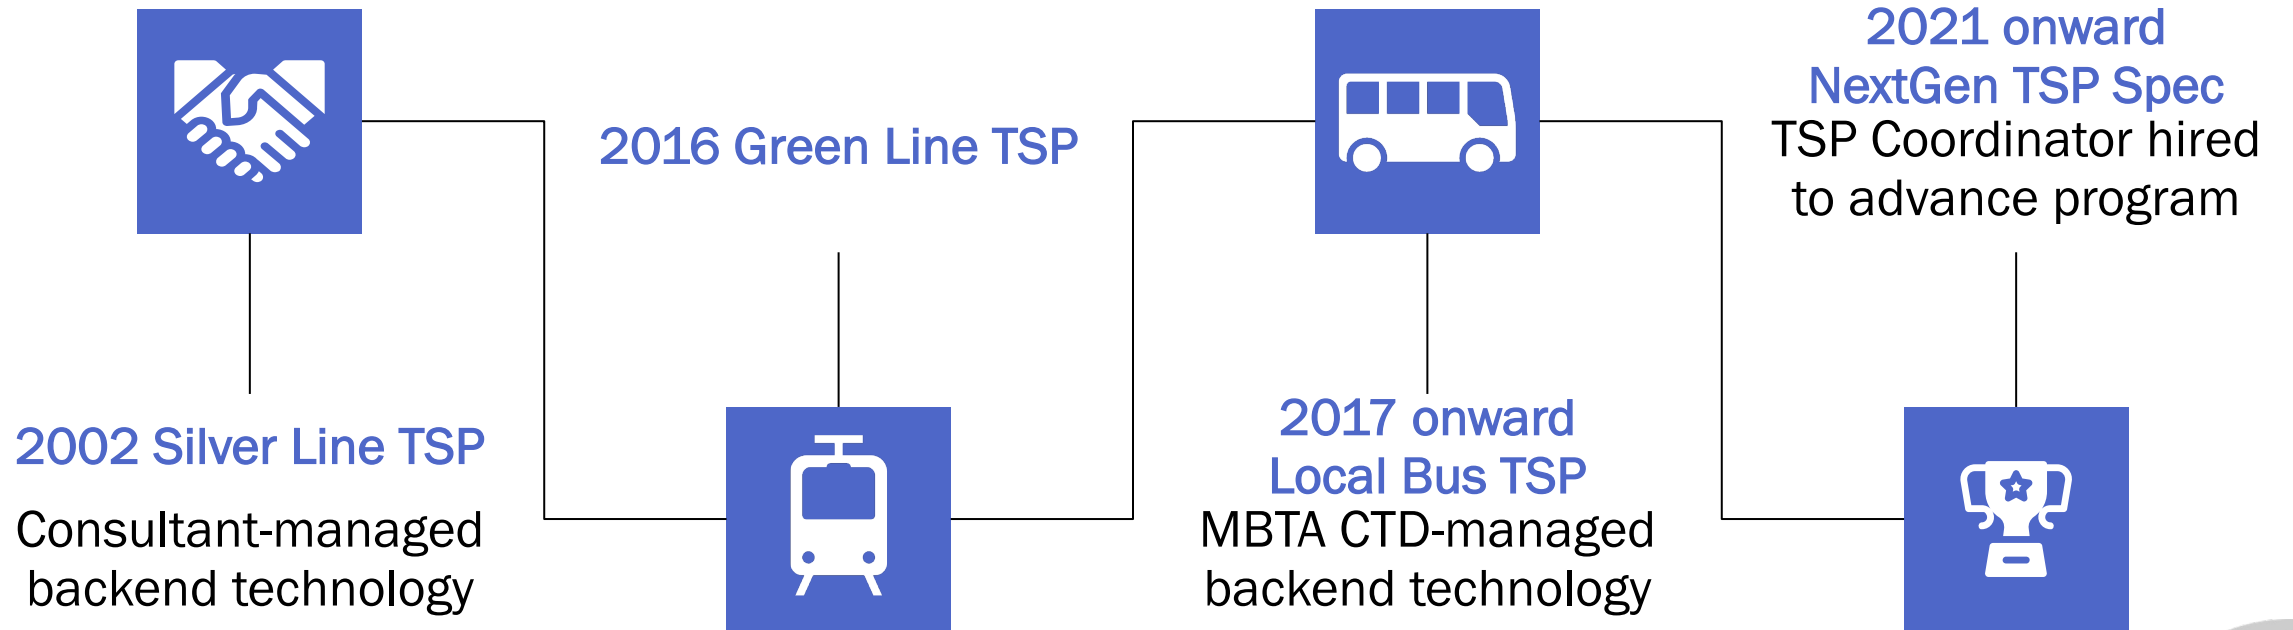 2002 Silver Line TSP
Consultant-managed
backend technology
2016 Green Line TSP
2017 onward
Local Bus TSP
MBTA CTD-managed
backend technology
2021 onward
NextGen TSP Spec
TSP Coordinator hired
to advance program